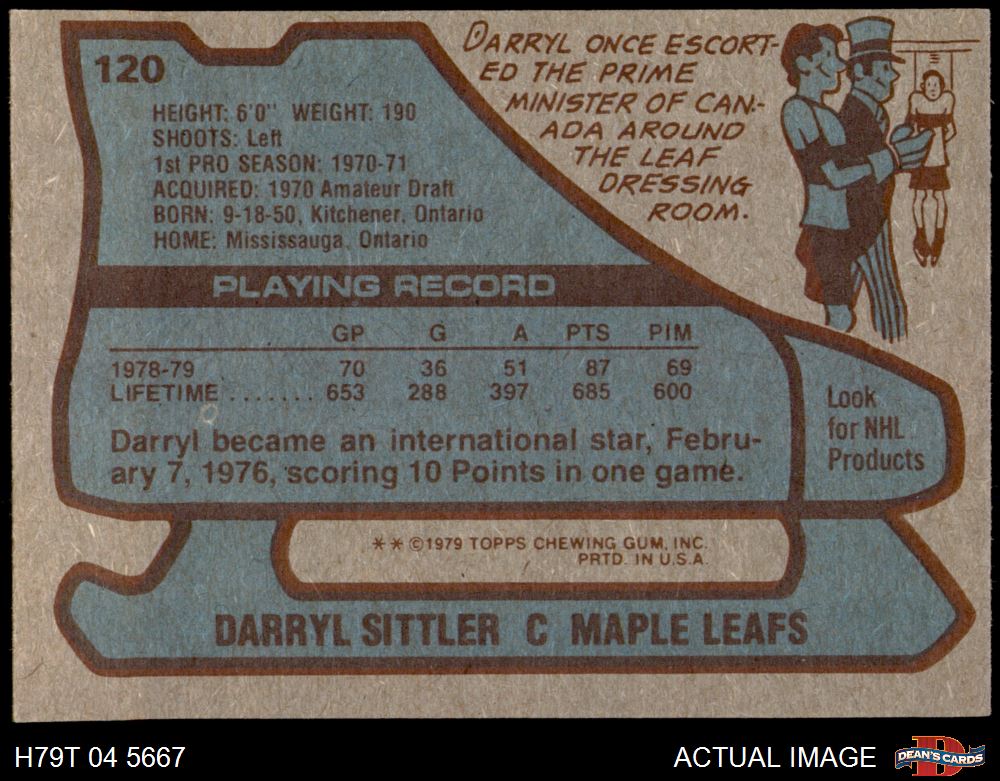 120
HEIGHT: 6'0" WEIGHT: 190
SHOOTS: Left
1st PRO SEASON: 1970-71
ACQUIRED: 1970 Amateur Draft
BORN: 9-18-50, Kitchener, Ontario
HOME: Mississauga, Ontario
DARRYL ONCE ESCORT-
ED THE PRIME
MINISTER OF CAN-
ADA AROUND
THE LEAF
DRESSING
ROOM.
PLAYING RECORD
GP G A PTS PIM
1978-79 70 36 51 87 69
LIFETIME ....... 653 288 397 685 600
Darryl became an international star, Febru-
ary 7, 1976, scoring 10 Points in one game.
Look
for NHL
Products
** ©1979 TOPPS CHEWING GUM, INC.
PRTD. IN U.S.A.
DARRYL SITTLER C MAPLE LEAFS
H79T 04 5667
ACTUAL IMAGE
D
DEAN'S CARDS